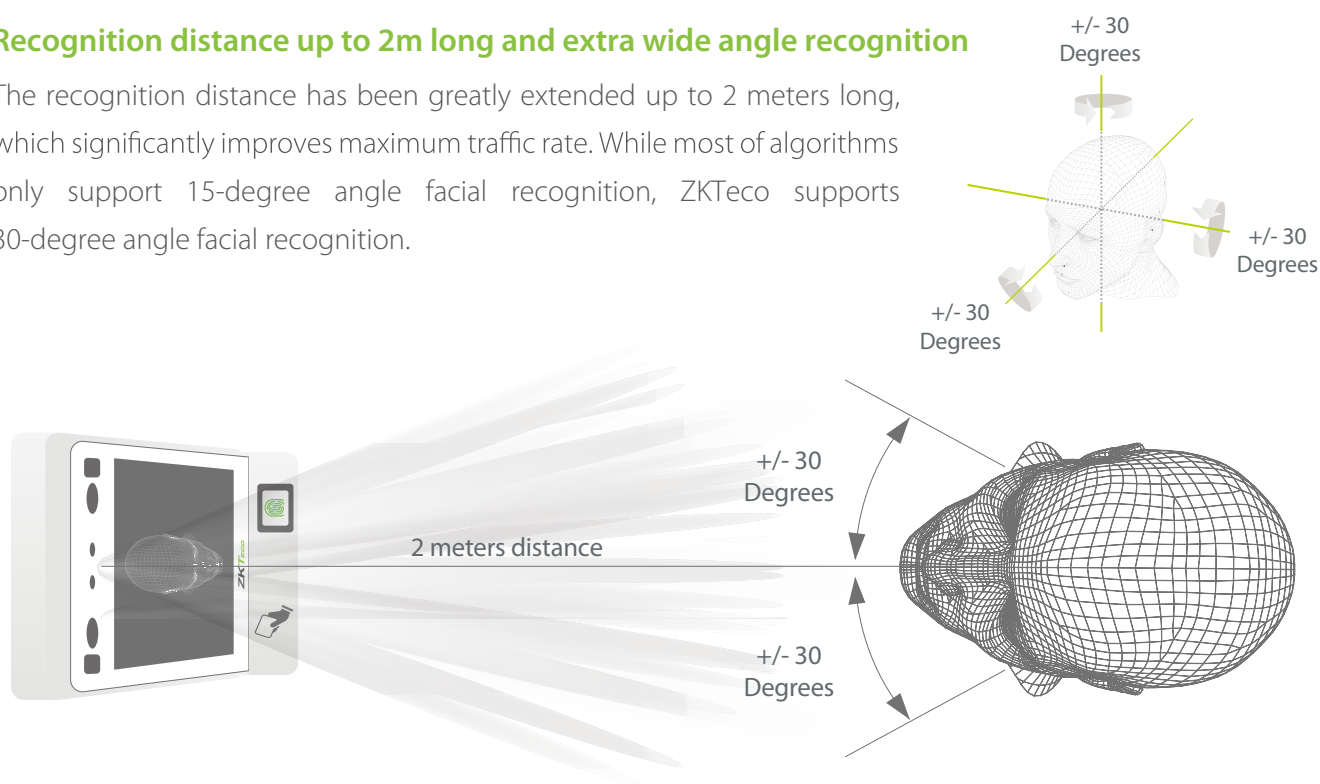 Recognition distance up to 2m long and extra wide angle recognition
The recognition distance has been greatly extended up to 2 meters long,
which significantly improves maximum traffic rate. While most of algorithms
only support 15-degree angle facial recognition, ZKTeco supports
30-degree angle facial recognition.
+/- 30
Degrees
+/- 30
Degrees
+/- 30
Degrees
+/- 30
Degrees
2 meters distance
ZKTECO
+/- 30
Degrees